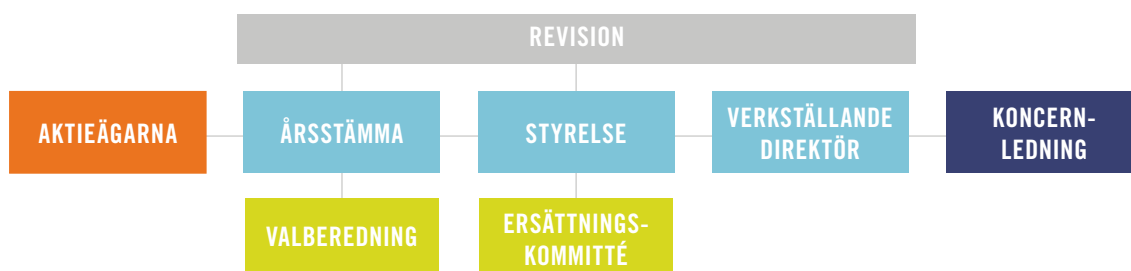 REVISION
AKTIEÄGARNA
ÅRSSTÄMMA
STYRELSE
VERKSTÄLLANDE
DIREKTÖR
KONCERN-
LEDNING
VALBEREDNING
ERSÄTTNINGS-
KOMMITTÉ